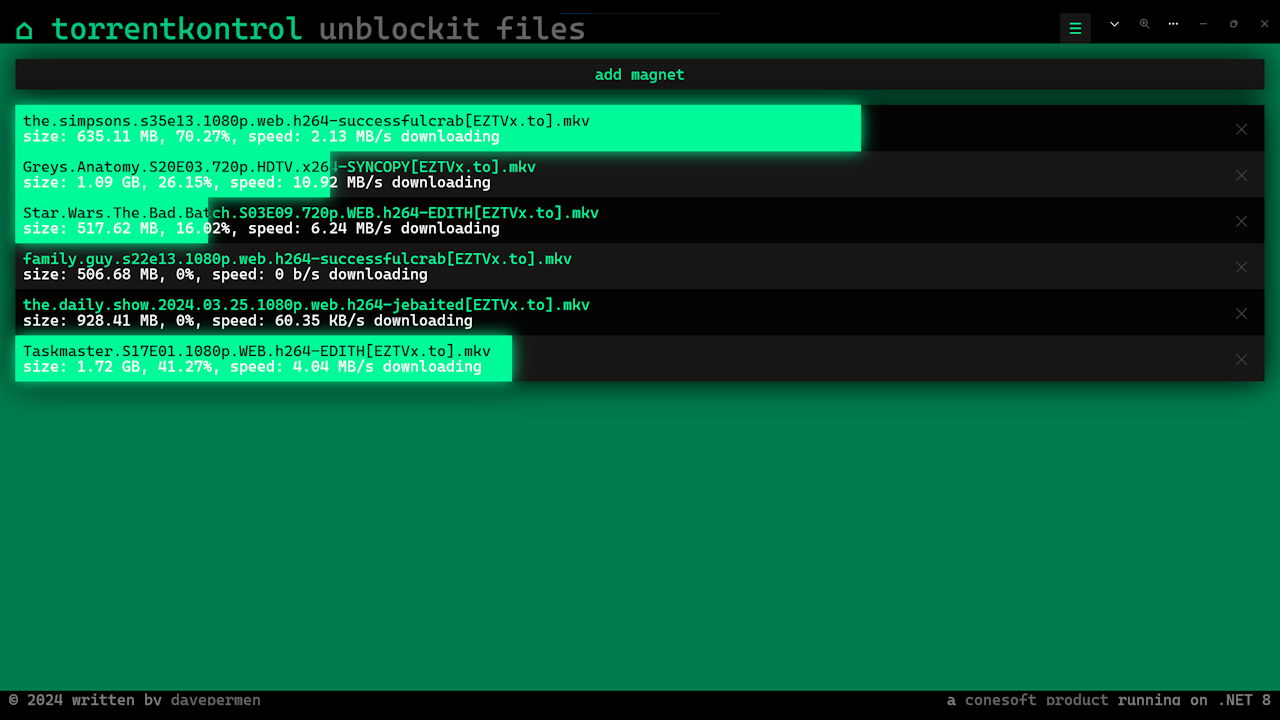 torrentkontrol unblockit files
add magnet
the.simpsons.s35e13.1080p.web.h264-successfulcrab[EZTVx.to].mkv
size: 635.11 MB, 70.27%, speed: 2.13 MB/s downloading
Greys.Anatomy.S20E03.720p.HDTV.x264-SYNCOPY[EZTVx.to].mkv
size: 1.09 GB, 26.15%, speed: 10.92 MB/s downloading
Star.Wars.The.Bad.Batch.S03E09.720p.WEB.h264-EDITH[EZTVx.to].mkv
size: 517.62 MB, 16.02%, speed: 6.24 MB/s downloading
family.guy.s22e13.1080p.web.h264-successfulcrab[EZTVx.to].mkv
size: 506.68 MB, 0%, speed: 0 b/s downloading
the.daily.show.2024.03.25.1080p.web.h264-jebaited[EZTVx.to].mkv
size: 928.41 MB, 0%, speed: 60.35 KB/s downloading
Taskmaster.S17E01.1080p.WEB.h264-EDITH[EZTVx.to].mkv
size: 1.72 GB, 41.27%, speed: 4.04 MB/s downloading
© 2024 written by davepermen
a conesoft product running on .NET 8